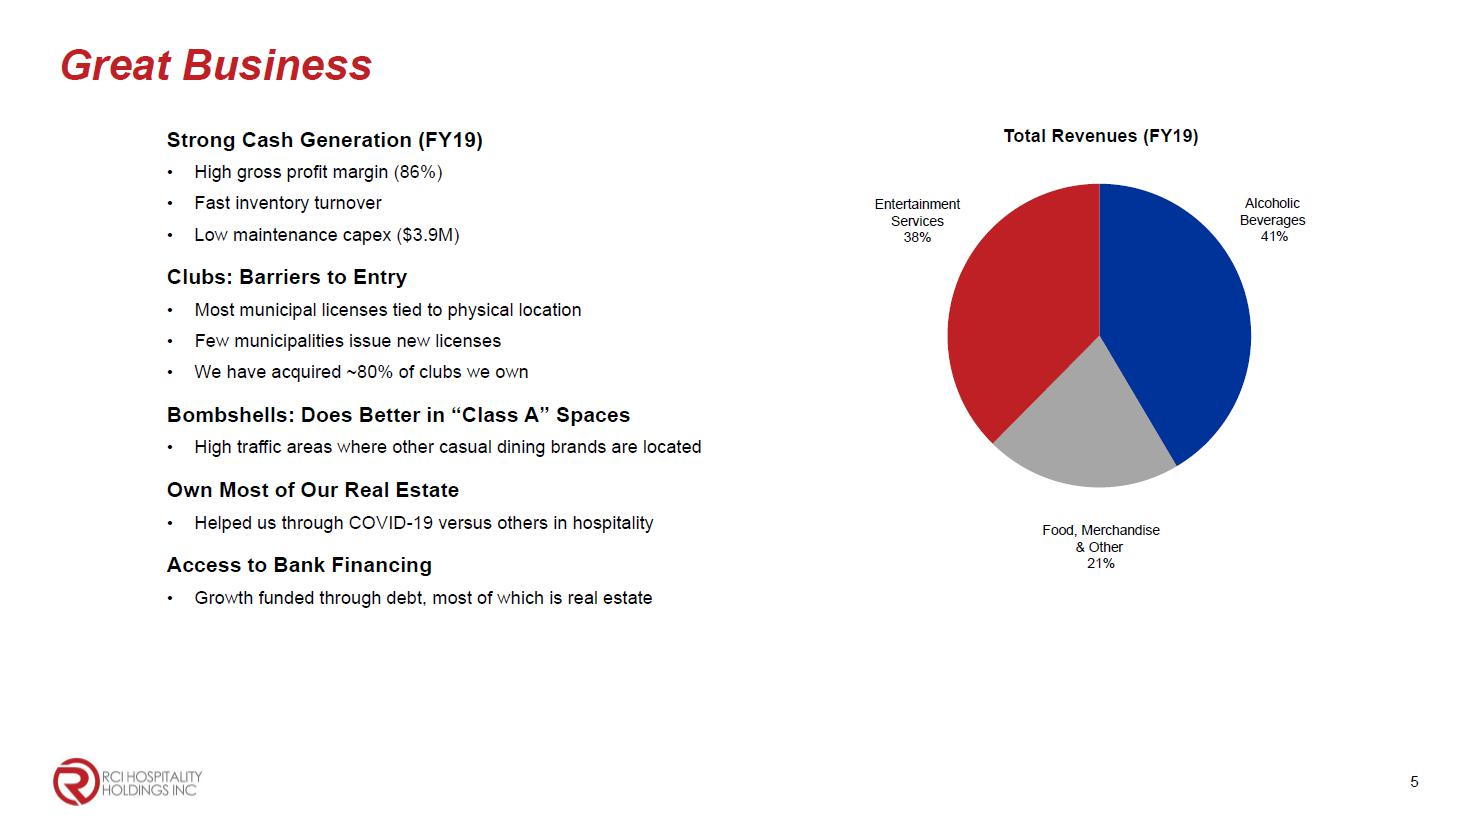 Great Business
Strong Cash Generation (FY19)
• High gross profit margin (86%)
• Fast inventory turnover
• Low maintenance capex ($3.9M)
Clubs: Barriers to Entry
• Most municipal licenses tied to physical location
• Few municipalities issue new licenses
• We have acquired ~80% of clubs we own
Bombshells: Does Better in “Class A” Spaces
• High traffic areas where other casual dining brands are located
Own Most of Our Real Estate
• Helped us through COVID-19 versus others in hospitality
Access to Bank Financing
• Growth funded through debt, most of which is real estate
Total Revenues (FY19)
Entertainment
Services
38%
Alcoholic
Beverages
41%
Food, Merchandise
& Other
21%
RCI HOSPITALITY
HOLDINGS INC
5